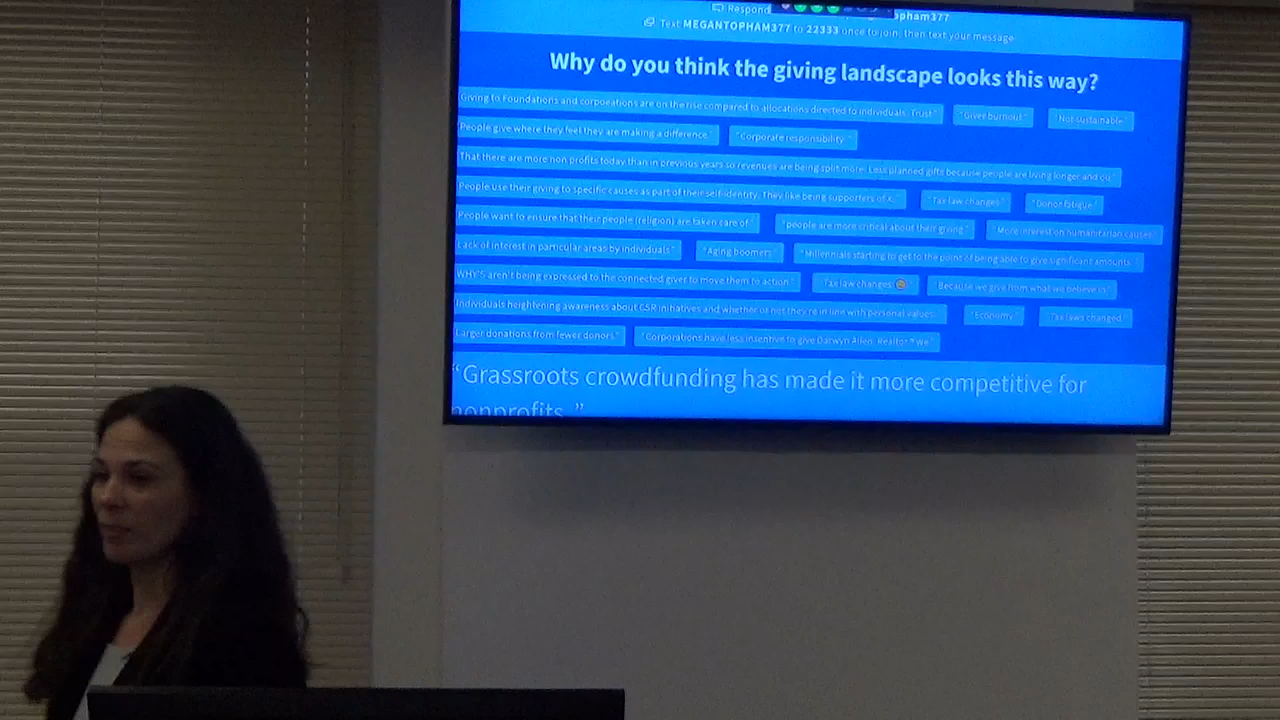 Respond
opham377
Text MEGANTOPHAM377 to 22333 once to join, then text your message
Why do you think the giving landscape looks this way?
Giving to Foundations and corporations are on the rise compared to allocations directed to individuals. Trust" "Giver burnout" "Not sustainable"
People give where they feel they are making a difference." "Corporate responsibility"
That there are more non profits today than in previous years so revenues are being split more. Less planned gifts because people are living longer and ou"
People use their giving to specific causes as part of their self-identity. They like being supporters of x." "Tax law changes" "Donor fatigue"
People want to ensure that their people (religion) are taken care of" "people are more critical about their giving" "More interest on humanitarian causes"
Lack of interest in particular areas by individuals" "Aging boomers" "Millennials starting to get to the point of being able to give significant amounts."
WHY'S aren't being expressed to the connected giver to move them to action" "Tax law changes 😕" "Because we give from what we believe in"
Individuals heightening awareness about CSR initiatives and whether or not they're in line with personal values." "Economy" "Tax laws changed"
Larger donations from fewer donors." "Corporations have less insentive to give Darwyn Allen. Realtor * We"
"Grassroots crowdfunding has made it more competitive for
nonprofits. "